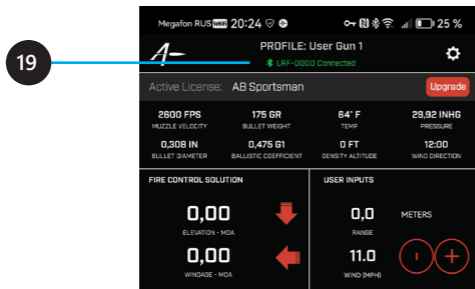 19
Megafon RUS 20:24 25 %
PROFILE: User Gun 1
LRF-0000 Connected
Active License: AB Sportsman Upgrade
2600 FPS 175 GR 64° F 29,92 INHG
MUZZLE VELOCITY BULLET WEIGHT TEMP PRESSURE
0,308 IN 0,475 G1 0 FT 12:00
BULLET DIAMETER BALLISTIC COEFFICIENT DENSITY ALTITUDE WIND DIRECTION
FIRE CONTROL SOLUTION USER INPUTS
0,00 0,0 METERS
ELEVATION - MOA RANGE
0,00 11.0
WINDAGE - MOA WIND (MPH)